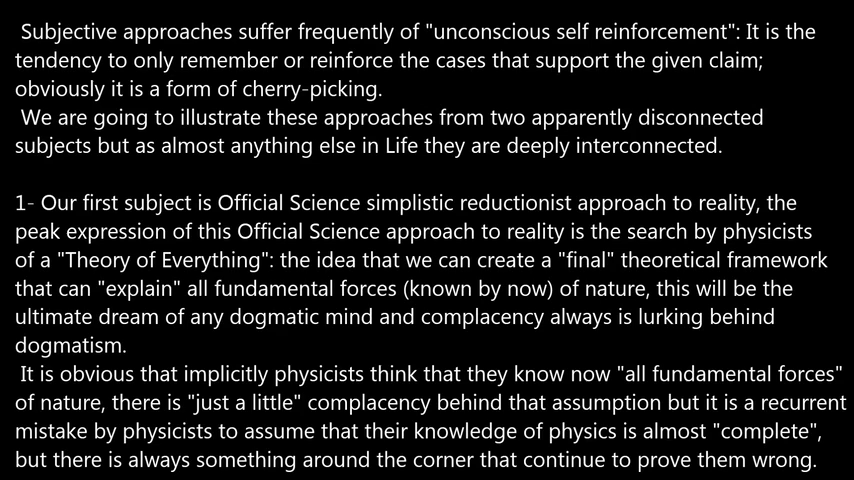 Subjective approaches suffer frequently of "unconscious self reinforcement": It is the
tendency to only remember or reinforce the cases that support the given claim;
obviously it is a form of cherry-picking.
We are going to illustrate these approaches from two apparently disconnected
subjects but as almost anything else in Life they are deeply interconnected.
1- Our first subject is Official Science simplistic reductionist approach to reality, the
peak expression of this Official Science approach to reality is the search by physicists
of a "Theory of Everything": the idea that we can create a "final" theoretical framework
that can "explain" all fundamental forces (known by now) of nature, this will be the
ultimate dream of any dogmatic mind and complacency always is lurking behind
dogmatism.
It is obvious that implicitly physicists think that they know now "all fundamental forces"
of nature, there is "just a little" complacency behind that assumption but it is a recurrent
mistake by physicists to assume that their knowledge of physics is almost "complete",
but there is always something around the corner that continue to prove them wrong.